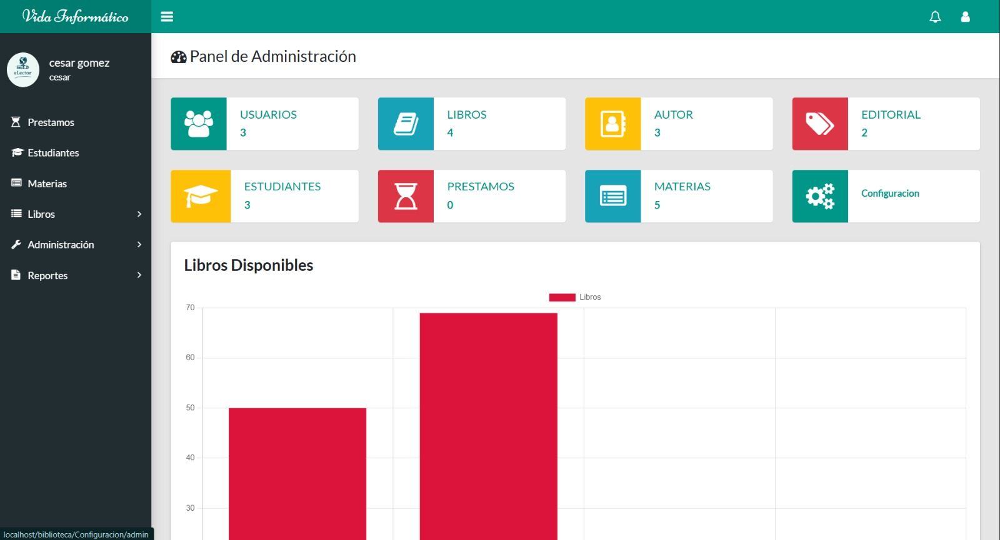 Vida Informático
eLector
cesar gomez
cesar
Prestamos
Estudiantes
Materias
Libros
Administración
Reportes
Panel de Administración
USUARIOS
3
LIBROS
4
AUTOR
3
EDITORIAL
2
ESTUDIANTES
3
PRESTAMOS
0
MATERIAS
5
Configuracion
Libros Disponibles
Libros
70
60
50
40
30
localhost/biblioteca/Configuracion/admin